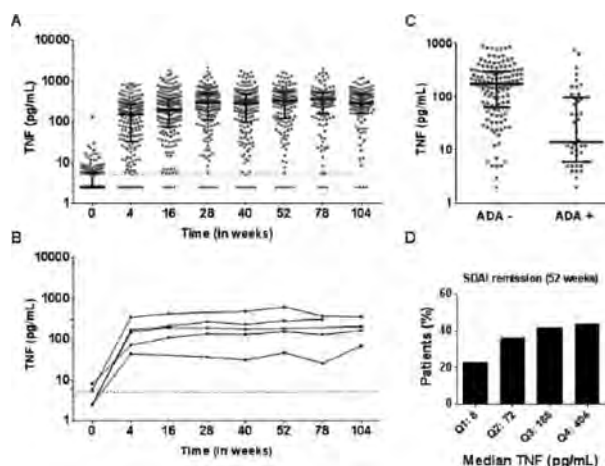 A
10000
1000
100
10
1
TNF (pg/mL)
0 4 16 28 40 52 78 104
Time (in weeks)
B
10000
1000
100
10
1
TNF (pg/mL)
0 4 16 28 40 52 78 104
Time (in weeks)
C
1000
100
10
1
TNF (pg/mL)
ADA - ADA +
D
SDAI remission (52 weeks)
60
40
20
0
Patients (%)
Q1: 8 Q2: 72 Q4: 404
Median TNF (pg/mL)